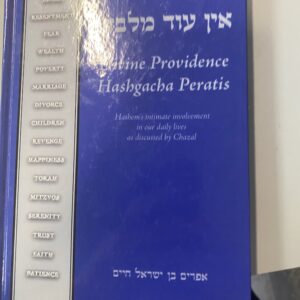 RESENTMENT
FEAR
WEALTH
POVERTY
MARRIAGE
DIVORCE
CHILDREN
REVENGE
HAPPINESS
TORAH
MITZVOS
SERENITY
TRUST
FAITH
PATIENCE
אין עוד מלבדו
Divine Providence
Hashgacha Peratis
Hashem's intimate involvement
in our daily lives
as discussed by Chazal
אפרים בן ישראל חיים